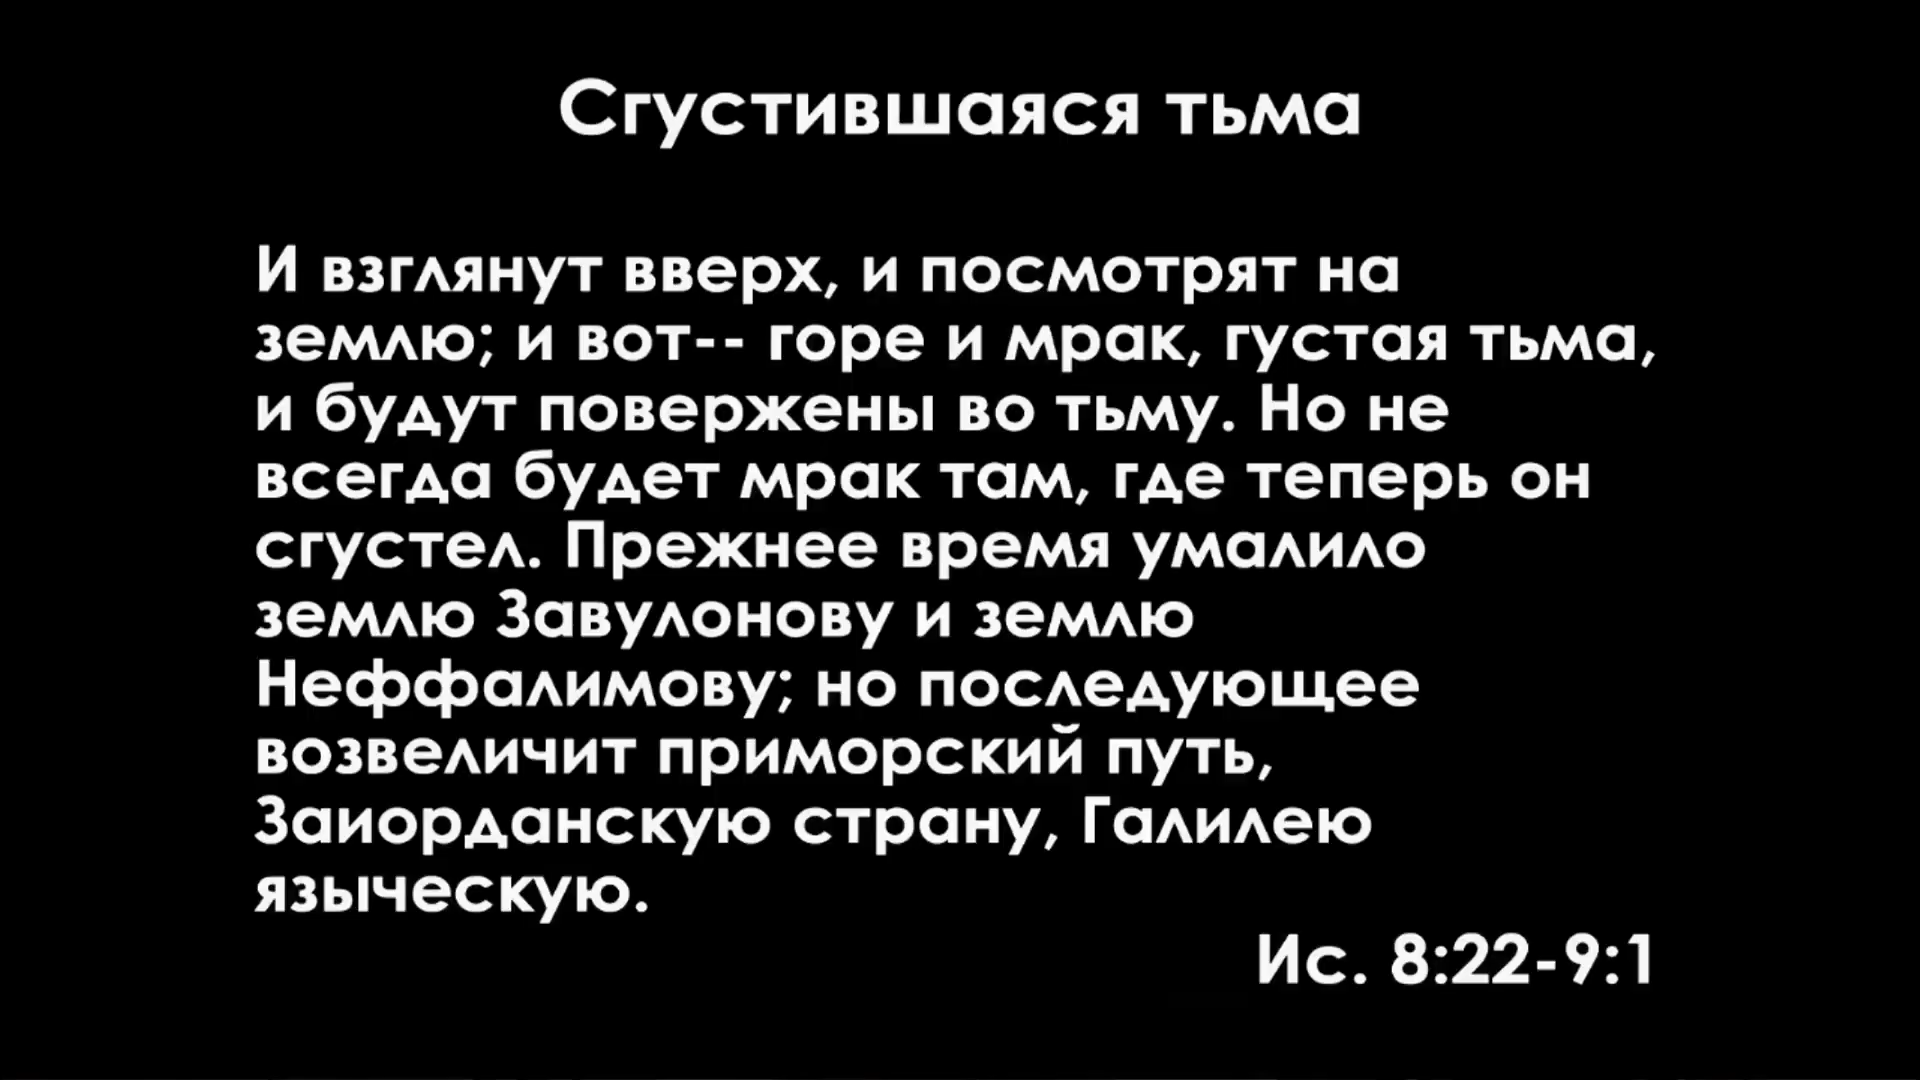 Сгустившаяся тьма
И взглянут вверх, и посмотрят на
землю; и вот-- горе и мрак, густая тьма,
и будут повержены во тьму. Но не
всегда будет мрак там, где теперь он
сгустел. Прежнее время умалило
землю Завулонову и землю
Неффалимову; но последующее
возвеличит приморский путь,
Заиорданскую страну, Галилею
языческую.
Ис. 8:22-9:1